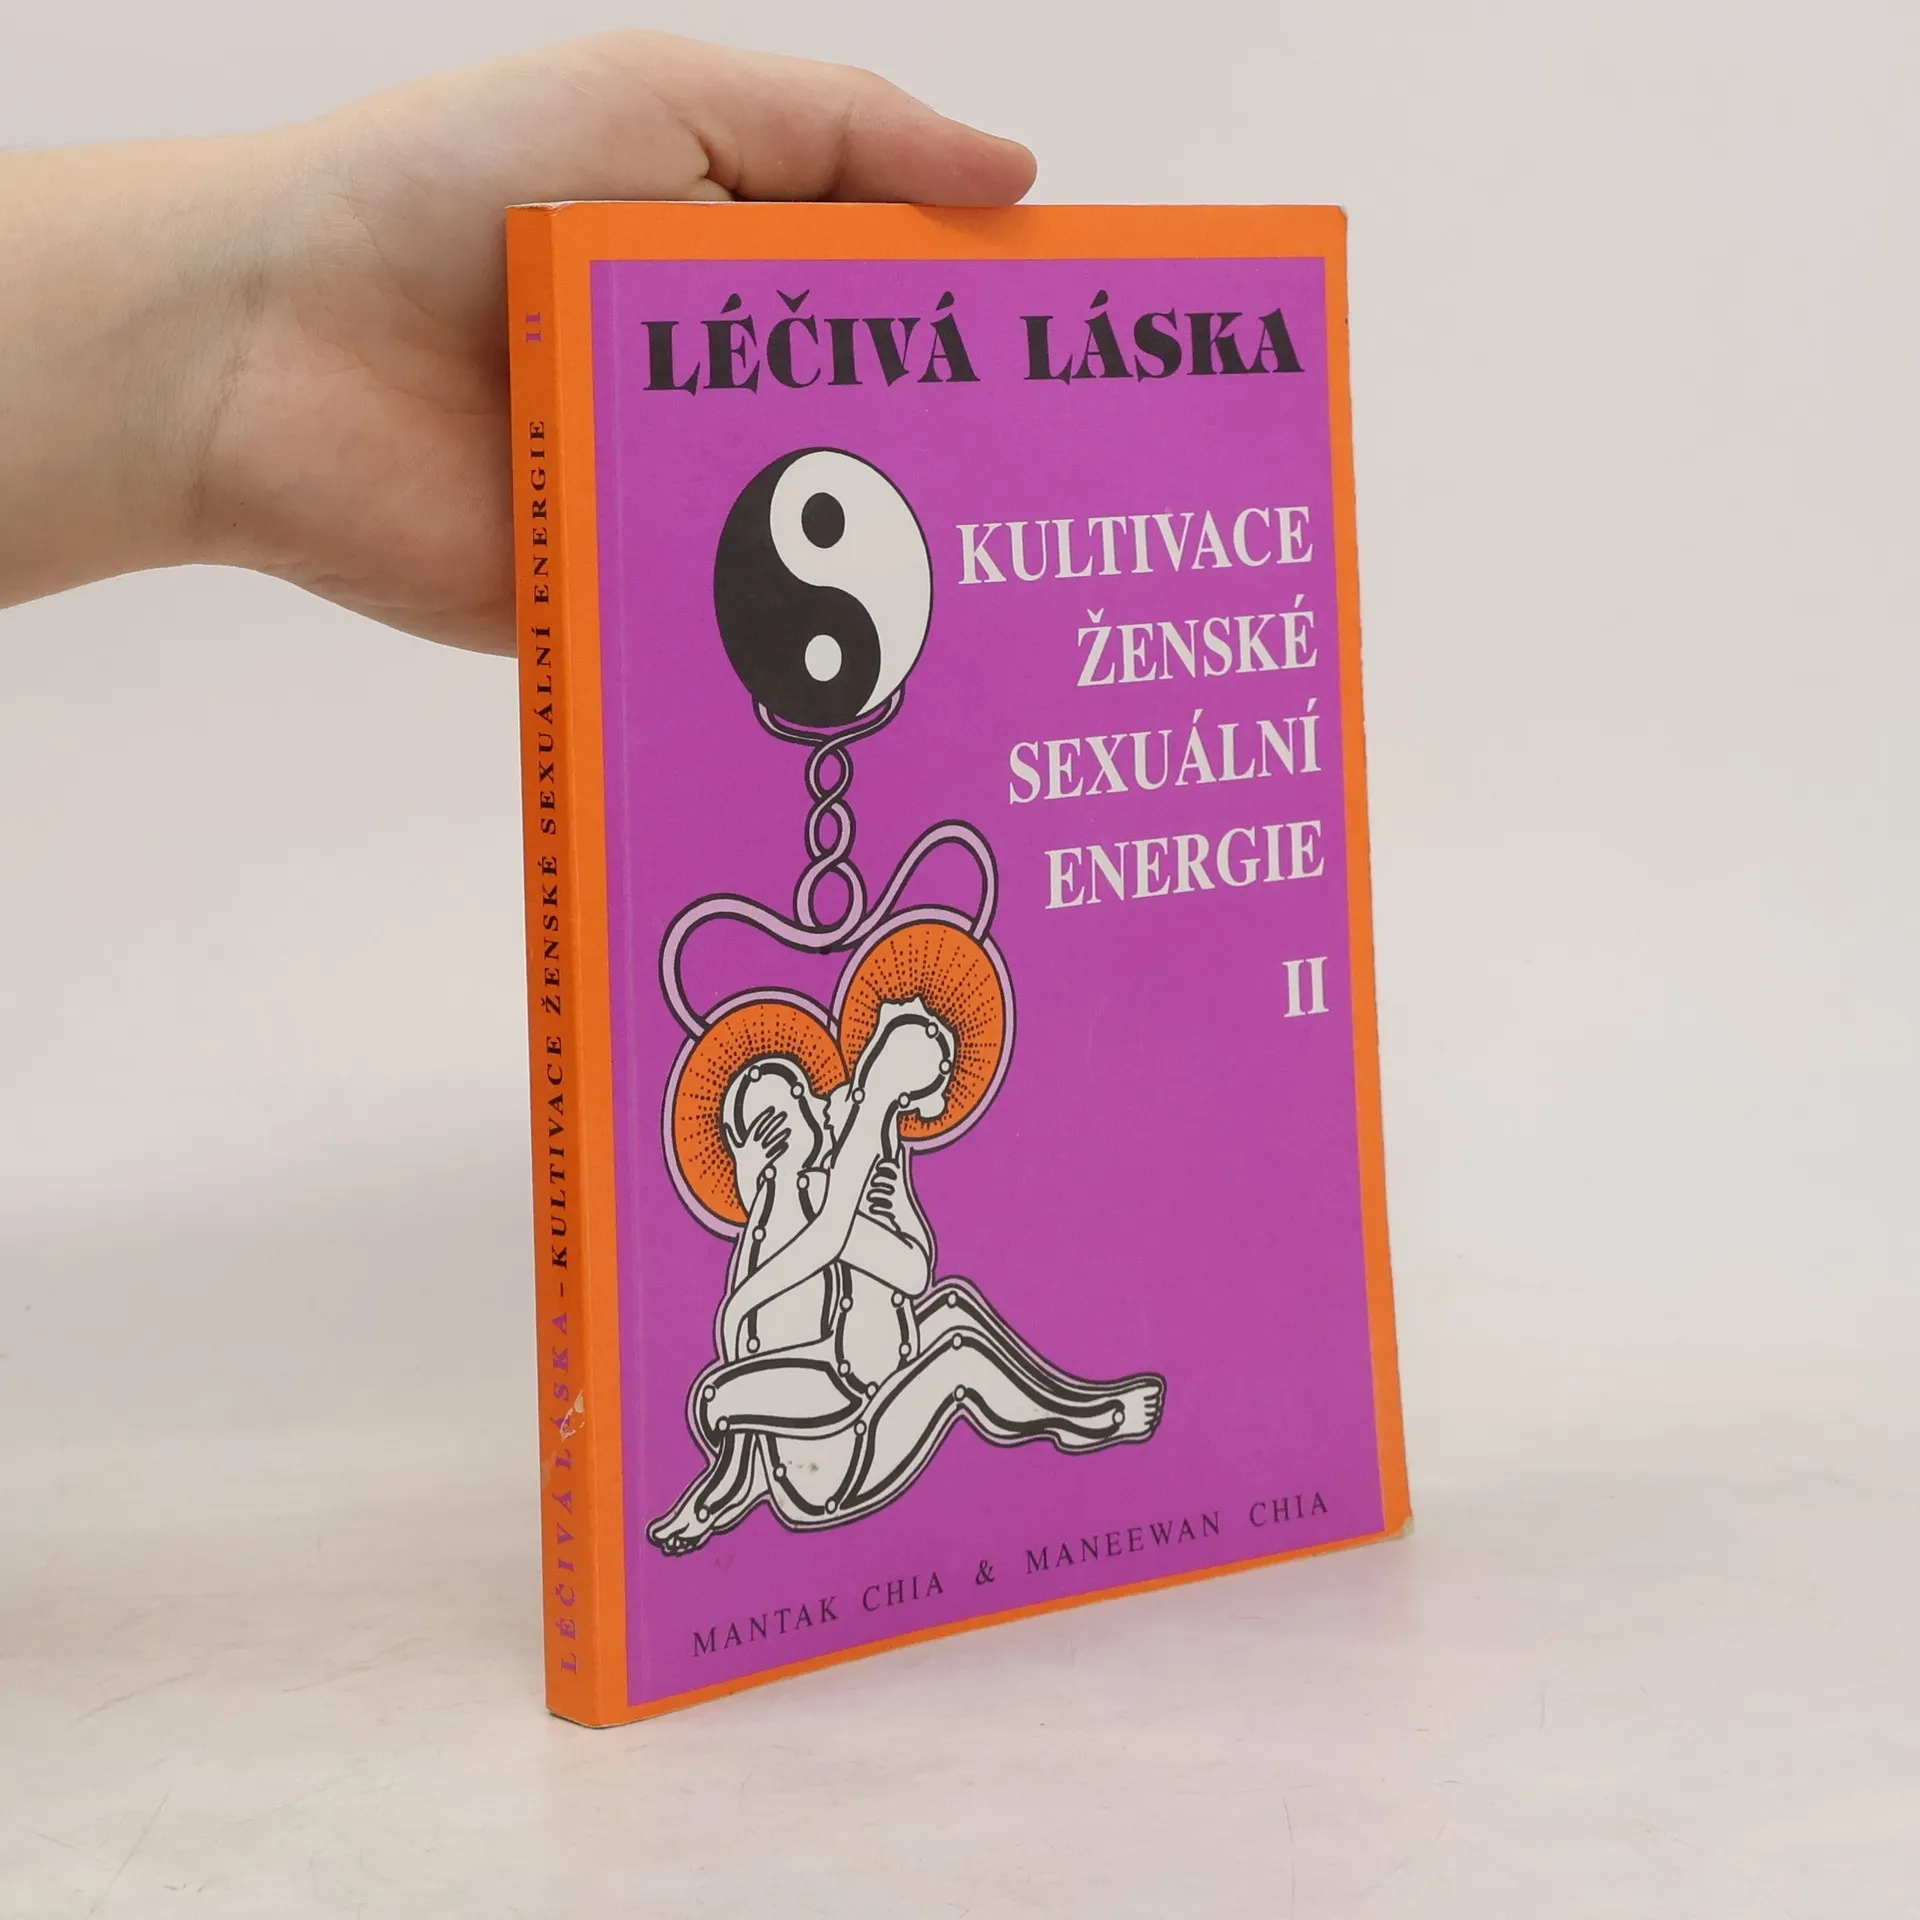 LÉČIVÁ LÁSKA
KULTIVACE
ŽENSKÉ
SEXUÁLNÍ
ENERGIE
II
MANTAK CHIA & MANEEWAN CHIA
LÉČIVÁ LÁSKA – KULTIVACE ŽENSKÉ SEXUÁLNÍ ENERGIE II